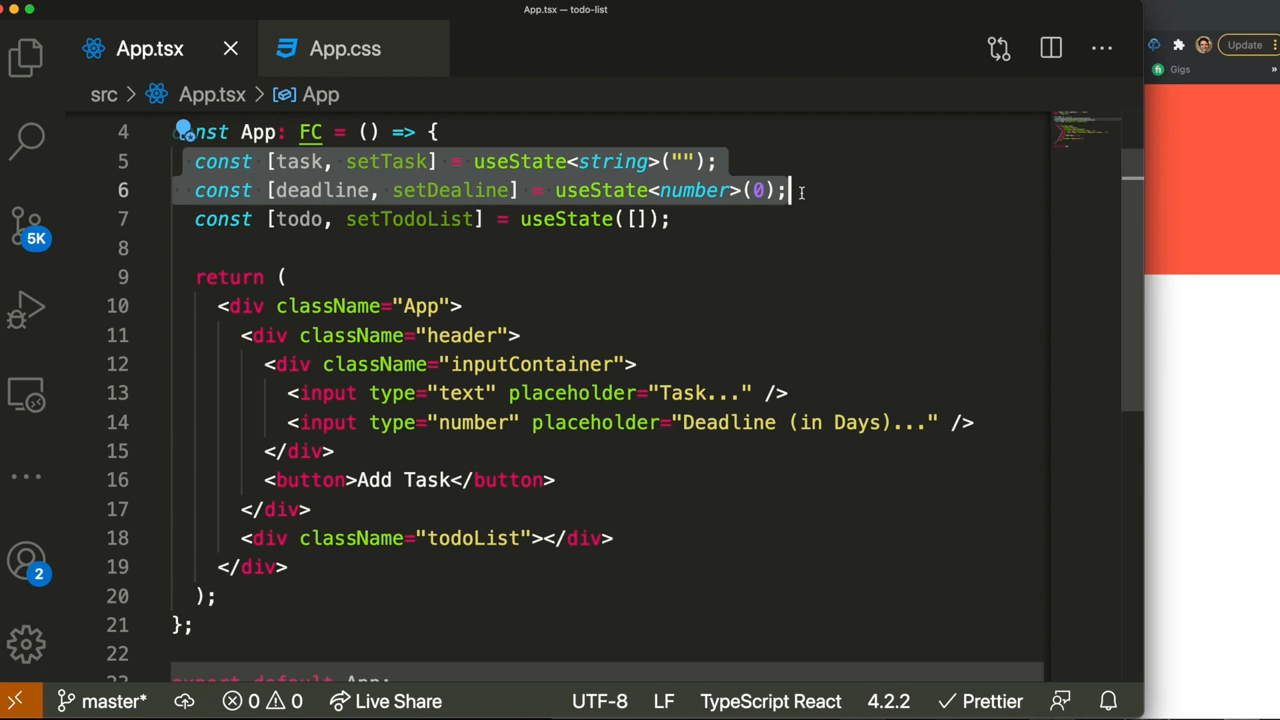 App.tsx — todo-list
App.tsx
App.css
Update
src > App.tsx > App
Gigs
»
4 const App: FC = () => {
5 const [task, setTask] = useState<string>("");
6 const [deadline, setDealine] = useState<number>(0);
7 const [todo, setTodoList] = useState([]);
8
9 return (
10 <div className="App">
11 <div className="header">
12 <div className="inputContainer">
13 <input type="text" placeholder="Task..." />
14 <input type="number" placeholder="Deadline (in Days)..." />
15 </div>
16 <button>Add Task</button>
17 </div>
18 <div className="todoList"></div>
19 </div>
20 );
21 };
22
23 export default App;
5K
2
master*
0
0
Live Share
UTF-8
LF
TypeScript React
4.2.2
Prettier